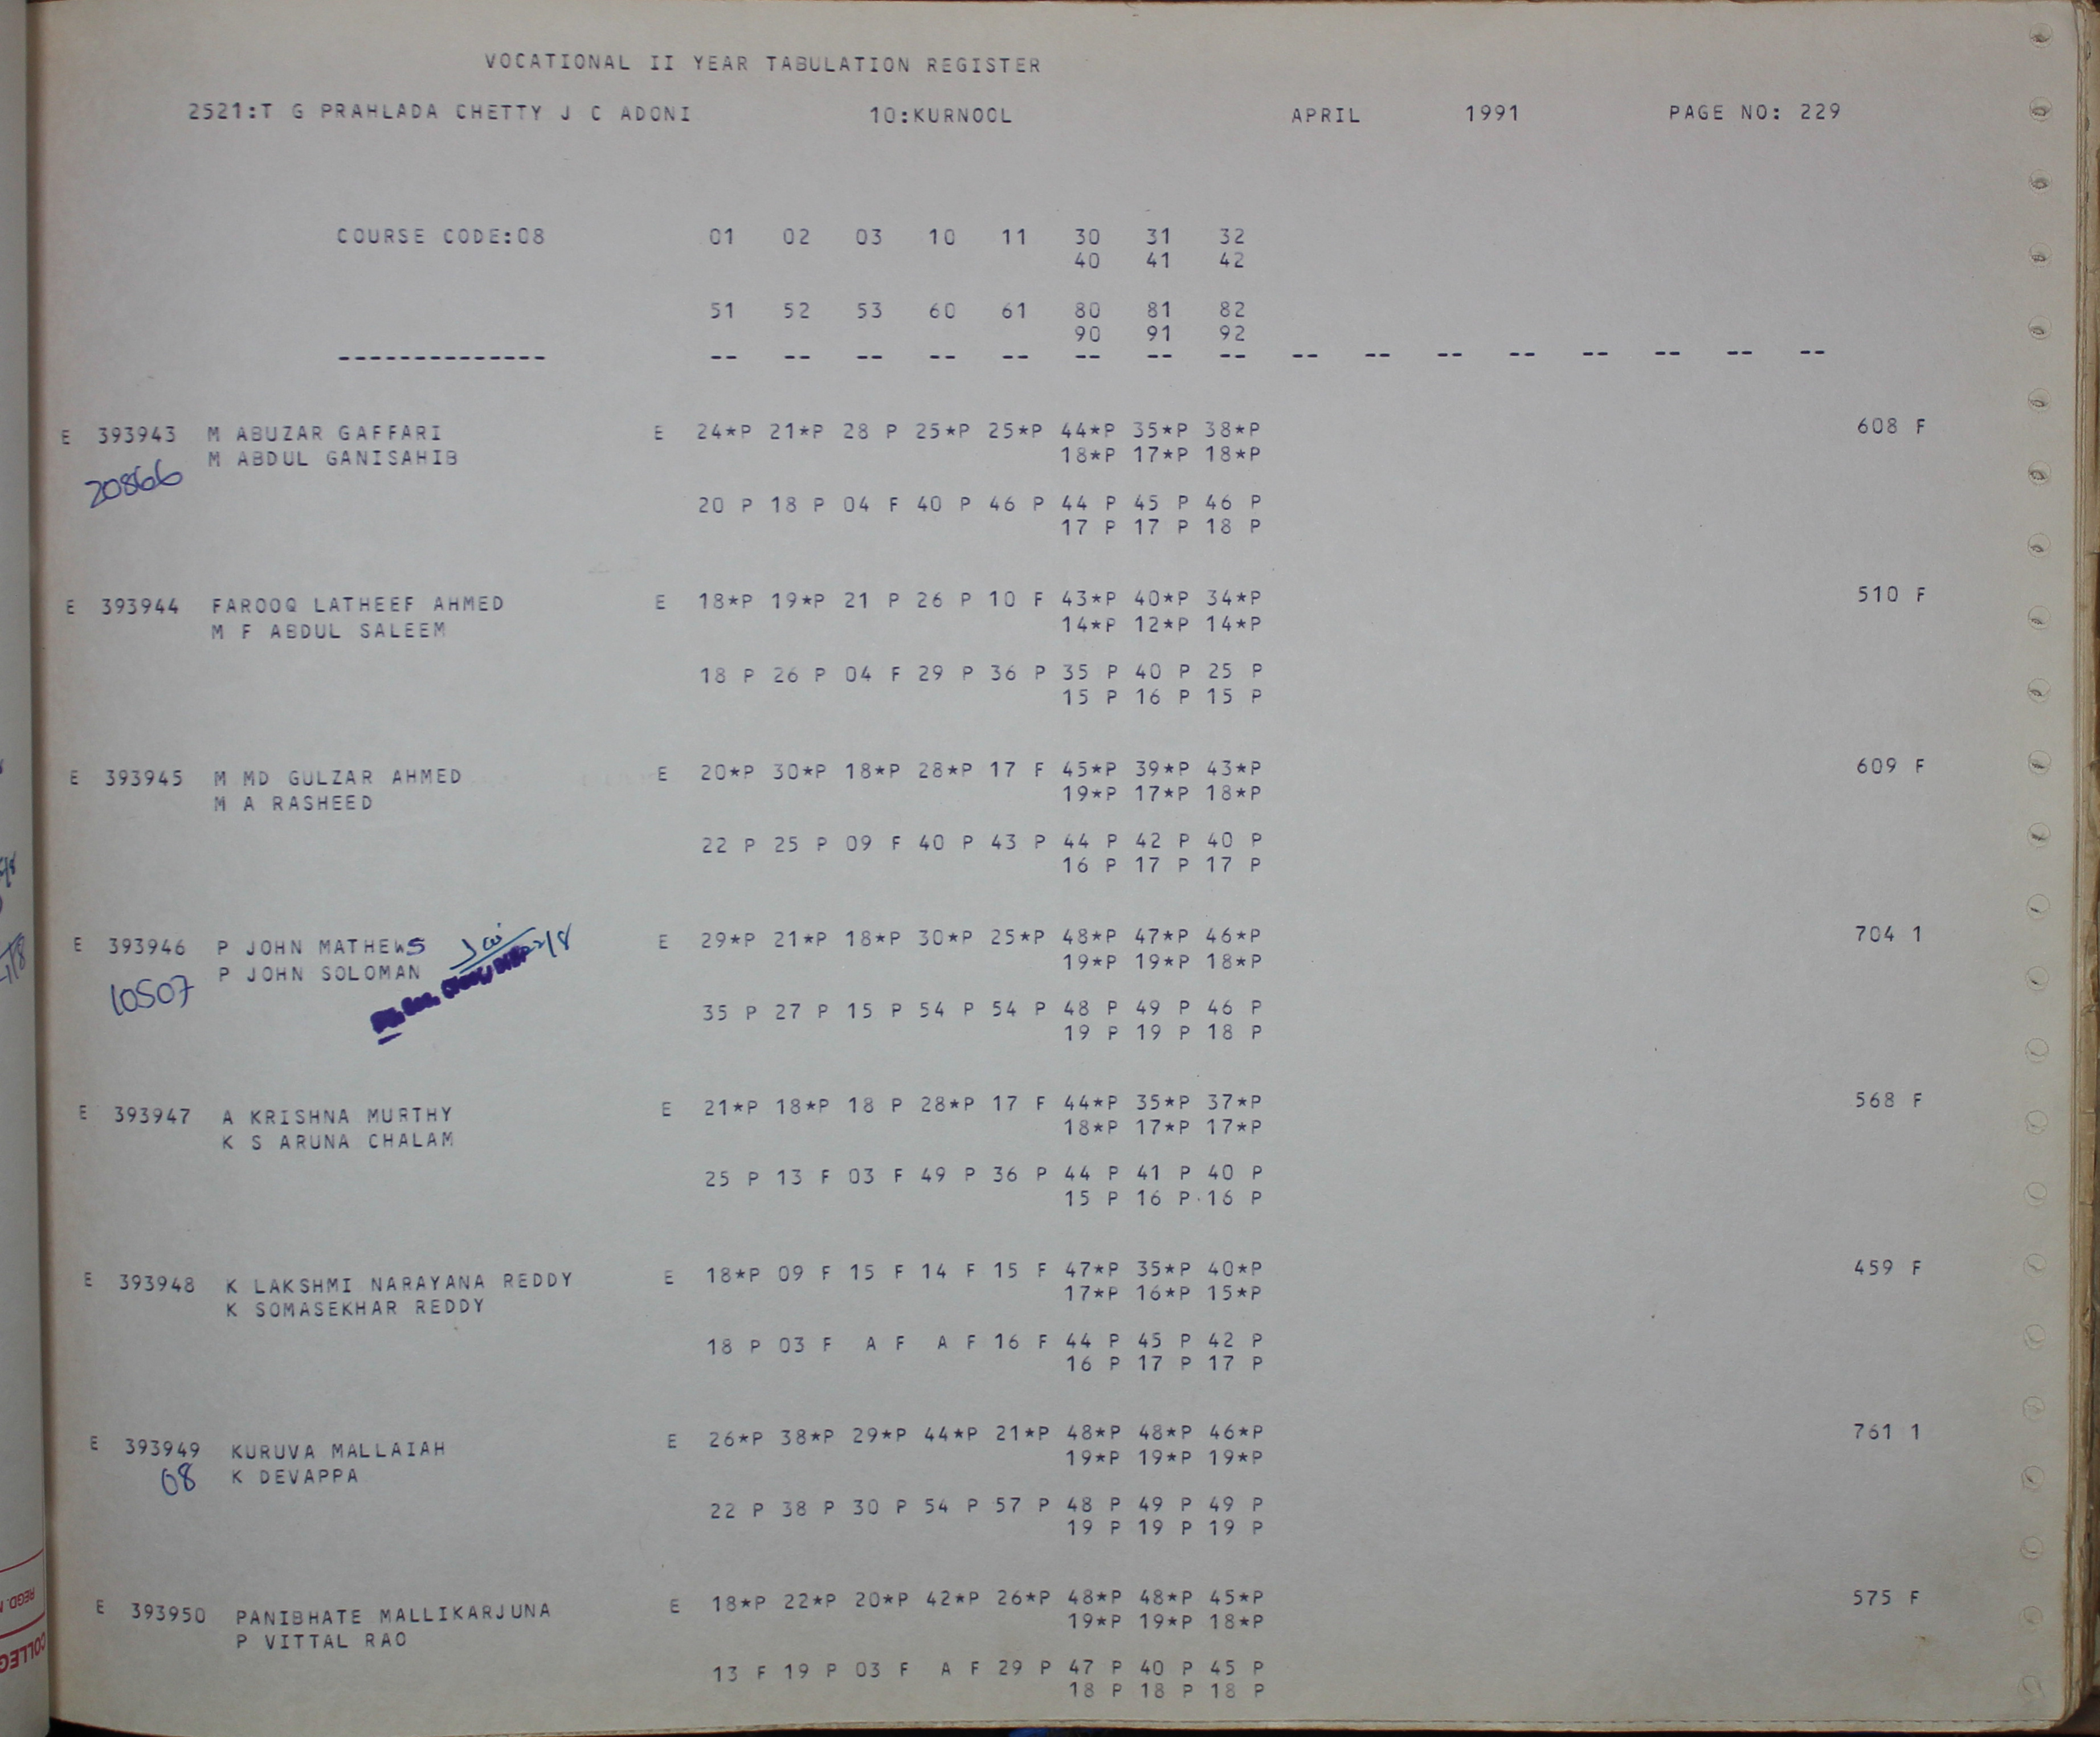 VOCATIONAL II YEAR TABULATION REGISTER
2521:T G PRAHLADA CHETTY J C ADONI 10:KURNOOL APRIL 1991 PAGE NO: 229
COURSE CODE:08 01 02 03 10 11 30 31 32
40 41 42
51 52 53 60 61 80 81 82
90 91 92
-------------- -- -- -- -- -- -- -- -- -- -- -- -- -- -- -- --
E 393943 M ABUZAR GAFFARI E 24*P 21*P 28 P 25*P 25*P 44*P 35*P 38*P 608 F
M ABDUL GANISAHIB 18*P 17*P 18*P
20866
20 P 18 P 04 F 40 P 46 P 44 P 45 P 46 P
17 P 17 P 18 P
E 393944 FAROOQ LATHEEF AHMED E 18*P 19*P 21 P 26 P 10 F 43*P 40*P 34*P 510 F
M F ABDUL SALEEM 14*P 12*P 14*P
18 P 26 P 04 F 29 P 36 P 35 P 40 P 25 P
15 P 16 P 15 P
E 393945 M MD GULZAR AHMED E 20*P 30*P 18*P 28*P 17 F 45*P 39*P 43*P 609 F
M A RASHEED 19*P 17*P 18*P
22 P 25 P 09 F 40 P 43 P 44 P 42 P 40 P
16 P 17 P 17 P
E 393946 P JOHN MATHEWS E 29*P 21*P 18*P 30*P 25*P 48*P 47*P 46*P 704 1
P JOHN SOLOMAN 19*P 19*P 18*P
10507
35 P 27 P 15 P 54 P 54 P 48 P 49 P 46 P
19 P 19 P 18 P
E 393947 A KRISHNA MURTHY E 21*P 18*P 18 P 28*P 17 F 44*P 35*P 37*P 568 F
K S ARUNA CHALAM 18*P 17*P 17*P
25 P 13 F 03 F 49 P 36 P 44 P 41 P 40 P
15 P 16 P 16 P
E 393948 K LAKSHMI NARAYANA REDDY E 18*P 09 F 15 F 14 F 15 F 47*P 35*P 40*P 459 F
K SOMASEKHAR REDDY 17*P 16*P 15*P
18 P 03 F A F A F 16 F 44 P 45 P 42 P
16 P 17 P 17 P
E 393949 KURUVA MALLAIAH E 26*P 38*P 29*P 44*P 21*P 48*P 48*P 46*P 761 1
08 K DEVAPPA 19*P 19*P 19*P
22 P 38 P 30 P 54 P 57 P 48 P 49 P 49 P
19 P 19 P 19 P
E 393950 PANIBHATE MALLIKARJUNA E 18*P 22*P 20*P 42*P 26*P 48*P 48*P 45*P 575 F
P VITTAL RAO 19*P 19*P 18*P
13 F 19 P 03 F A F 29 P 47 P 40 P 45 P
18 P 18 P 18 P